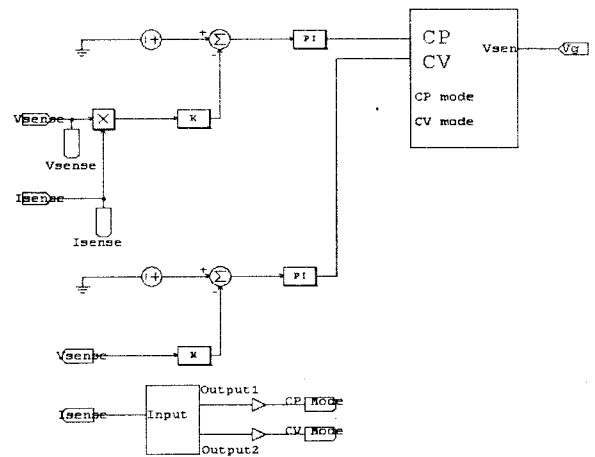 +
Σ
PI
-
CP
CV
Vsen
Vg
CP mode
CV mode
Vsense
K
Vsense
Isense
Isense
+
Σ
PI
-
Vsense
M
Output1
CP Mode
Isense
Input
CV Mode
Output2